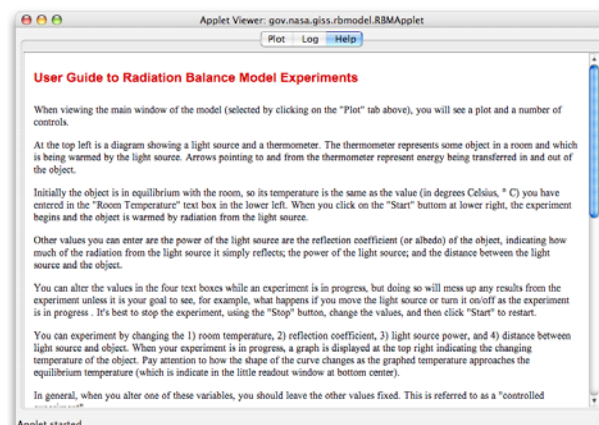 Applet Viewer: gov.nasa.giss.rbmodel.RBMApplet
Plot Log Help
User Guide to Radiation Balance Model Experiments
When viewing the main window of the model (selected by clicking on the "Plot" tab above), you will see a plot and a number of
controls.
At the top left is a diagram showing a light source and a thermometer. The thermometer represents some object in a room and which
is being warmed by the light source. Arrows pointing to and from the thermometer represent energy being transferred in and out of
the object.
Initially the object is in equilibrium with the room, so its temperature is the same as the value (in degrees Celsius, ° C) you have
entered in the "Room Temperature" text box in the lower left. When you click on the "Start" buttom at lower right, the experiment
begins and the object is warmed by radiation from the light source.
Other values you can enter are the power of the light source are the reflection coefficient (or albedo) of the object, indicating how
much of the radiation from the light source it simply reflects; the power of the light source; and the distance between the light
source and the object.
You can alter the values in the four text boxes while an experiment is in progress, but doing so will mess up any results from the
experiment unless it is your goal to see, for example, what happens if you move the light source or turn it on/off as the experiment
is in progress . It's best to stop the experiment, using the "Stop" button, change the values, and then click "Start" to restart.
You can experiment by changing the 1) room temperature, 2) reflection coefficient, 3) light source power, and 4) distance between
light source and object. When your experiment is in progress, a graph is displayed at the top right indicating the changing
temperature of the object. Pay attention to how the shape of the curve changes as the graphed temperature approaches the
equilibrium temperature (which is indicate in the little readout window at bottom center).
In general, when you alter one of these variables, you should leave the other values fixed. This is referred to as a "controlled
experiment"
Applet started.